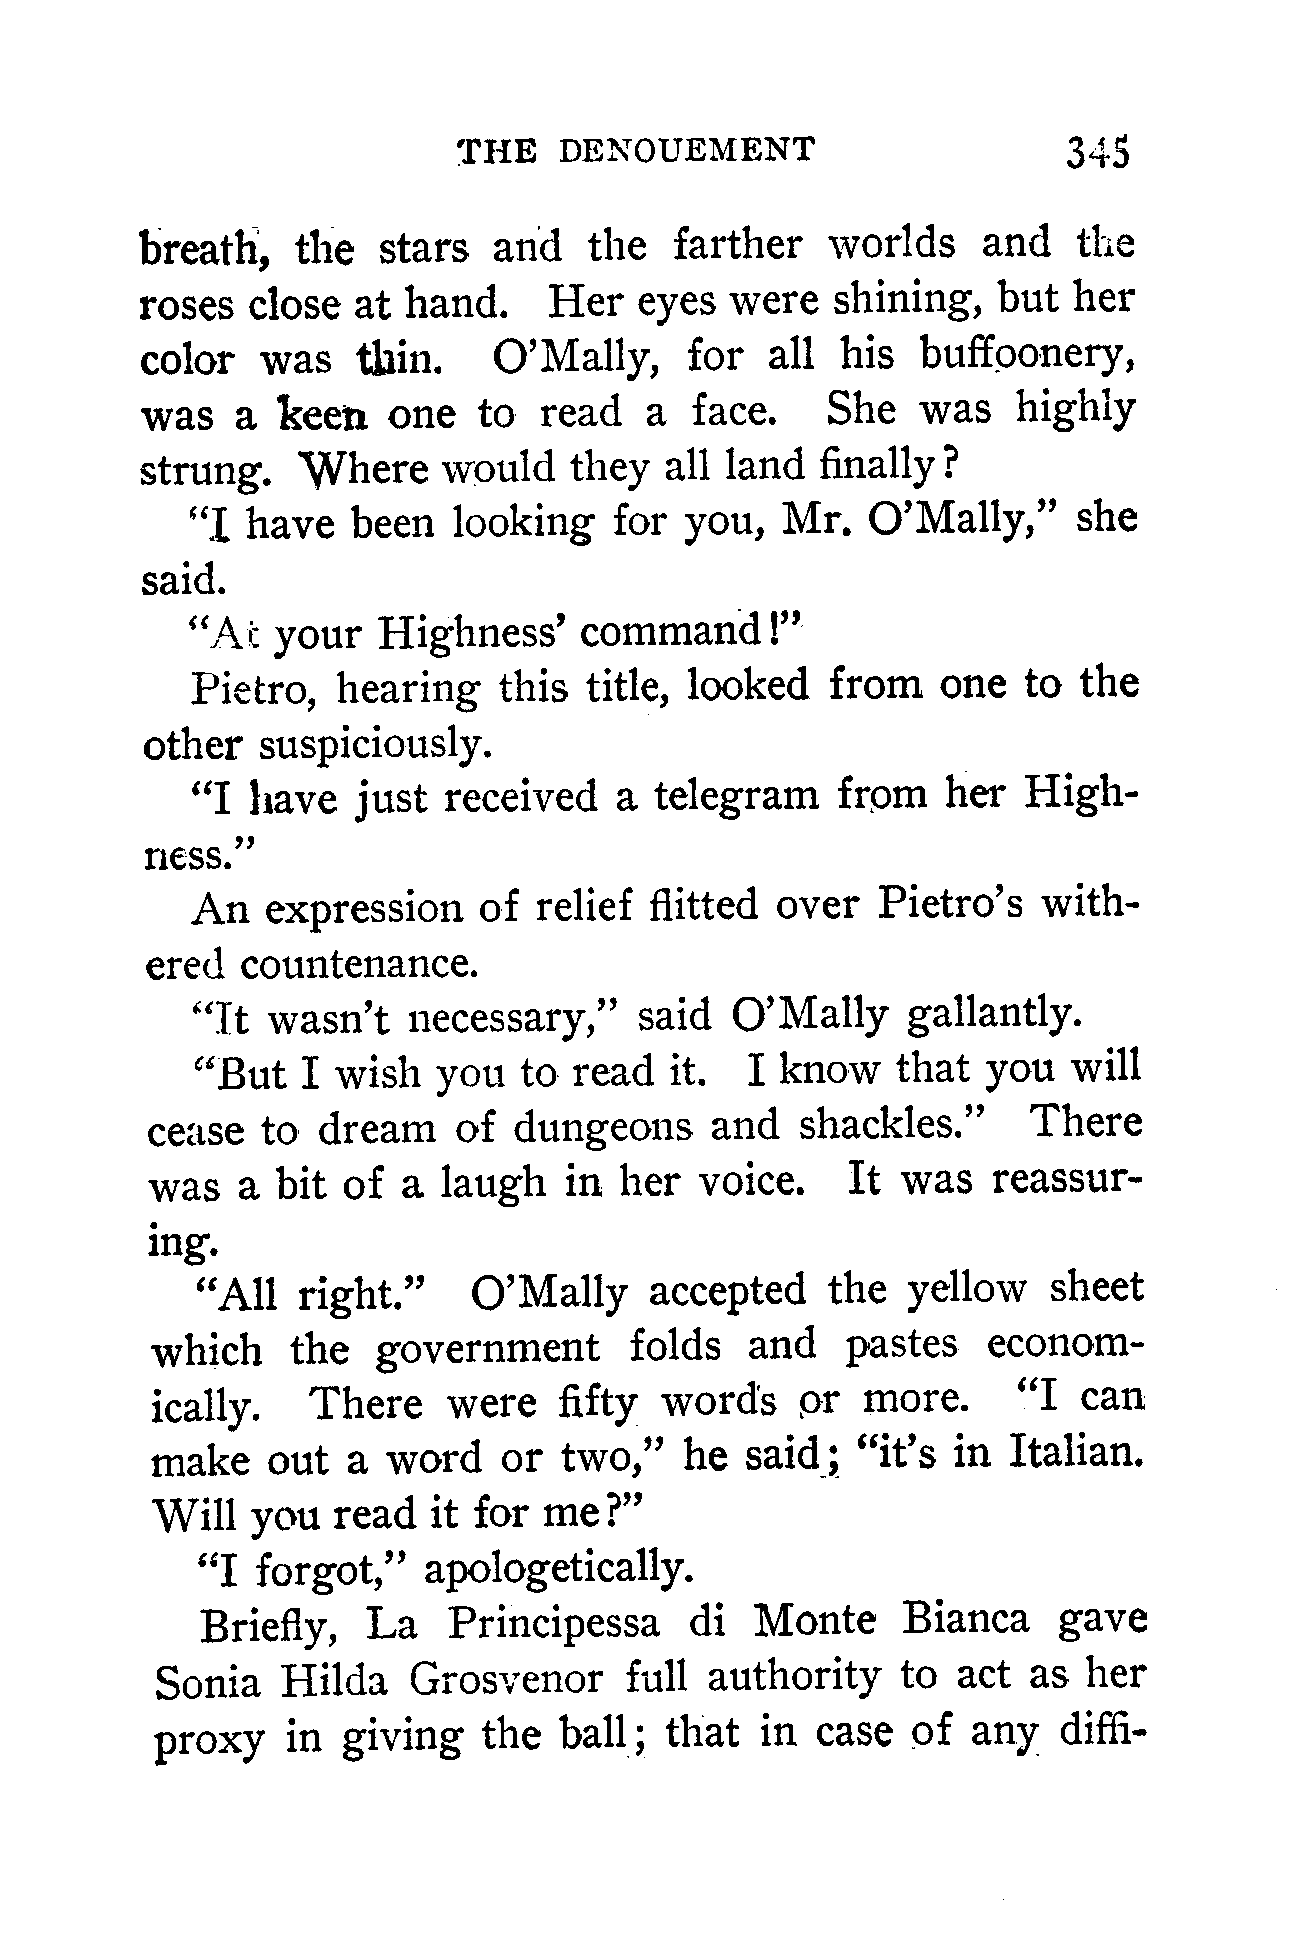 THE DENOUEMENT 345
breath, the stars and the farther worlds and the
roses close at hand. Her eyes were shining, but her
color was thin. O'Mally, for all his buffoonery,
was a keen one to read a face. She was highly
strung. Where would they all land finally?
"I have been looking for you, Mr. O'Mally," she
said.
"At your Highness' command!"
Pietro, hearing this title, looked from one to the
other suspiciously.
"I have just received a telegram from her High-
ness."
An expression of relief flitted over Pietro's with-
ered countenance.
"It wasn't necessary," said O'Mally gallantly.
"But I wish you to read it. I know that you will
cease to dream of dungeons and shackles." There
was a bit of a laugh in her voice. It was reassur-
ing.
"All right." O'Mally accepted the yellow sheet
which the government folds and pastes econom-
ically. There were fifty words or more. "I can
make out a word or two," he said; "it's in Italian.
Will you read it for me?"
"I forgot," apologetically.
Briefly, La Principessa di Monte Bianca gave
Sonia Hilda Grosvenor full authority to act as her
proxy in giving the ball; that in case of any diffi-